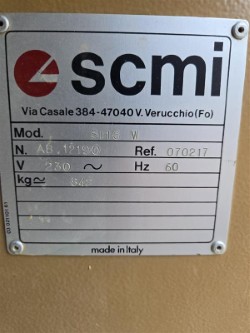 scmi
Via Casale 384-47040 V. Verucchio (Fo)
Mod.
N. Ref. 070217
V 230 ~ Hz 60
kg≃
made in Italy